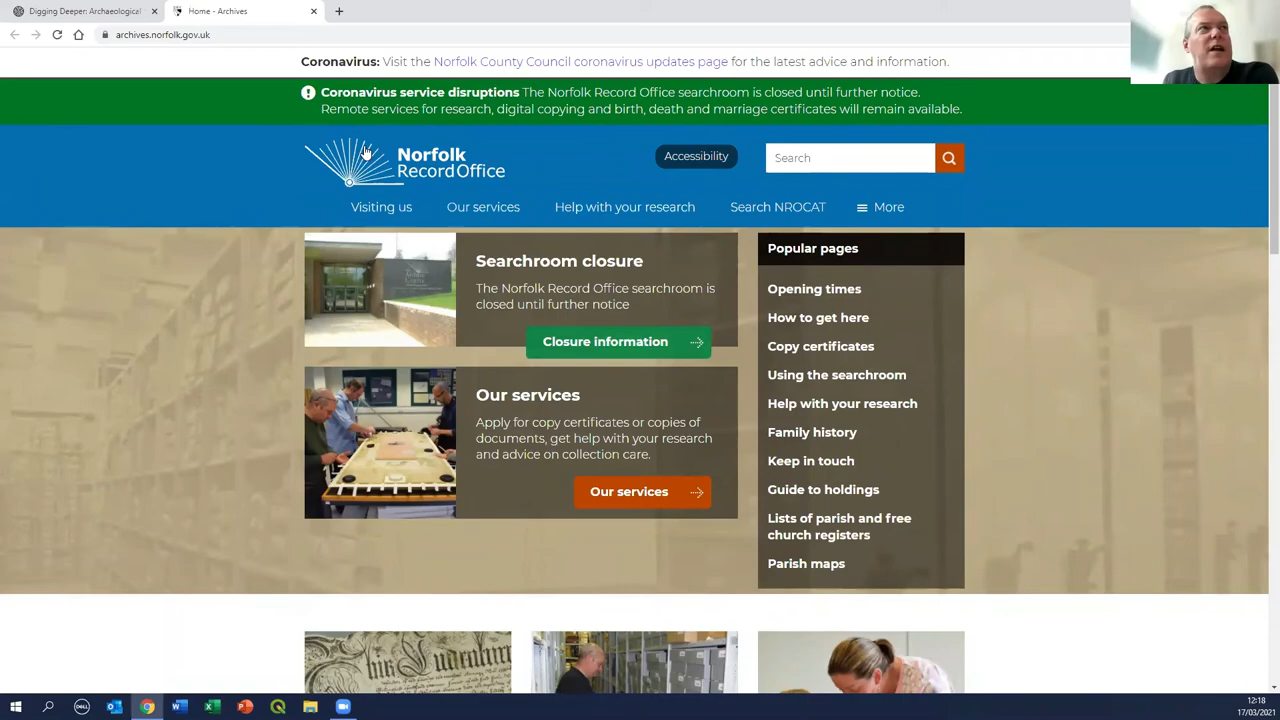 Digging Deeper: Archaeological
Home - Archives
archives.norfolk.gov.uk
Coronavirus: Visit the Norfolk County Council coronavirus updates page for the latest advice and information.
Coronavirus service disruptions The Norfolk Record Office searchroom is closed until further notice.
Remote services for research, digital copying and birth, death and marriage certificates will remain available.
Norfolk
RecordOffice
Accessibility
Search
Visiting us
Our services
Help with your research
Search NROCAT
More
Searchroom closure
The Norfolk Record Office searchroom is
closed until further notice
Closure information
Our services
Apply for copy certificates or copies of
documents, get help with your research
and advice on collection care.
Our services
Popular pages
Opening times
How to get here
Copy certificates
Using the searchroom
Help with your research
Family history
Keep in touch
Guide to holdings
Lists of parish and free
church registers
Parish maps
12:18
17/03/2021